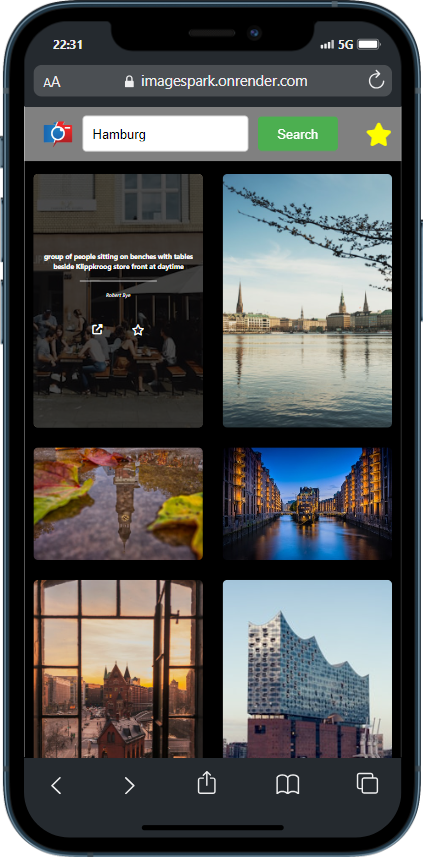 22:31
5G
AA
imagespark.onrender.com
Hamburg
Search
group of people sitting on benches with tables
beside Klippkroog store front at daytime
Robert Bye